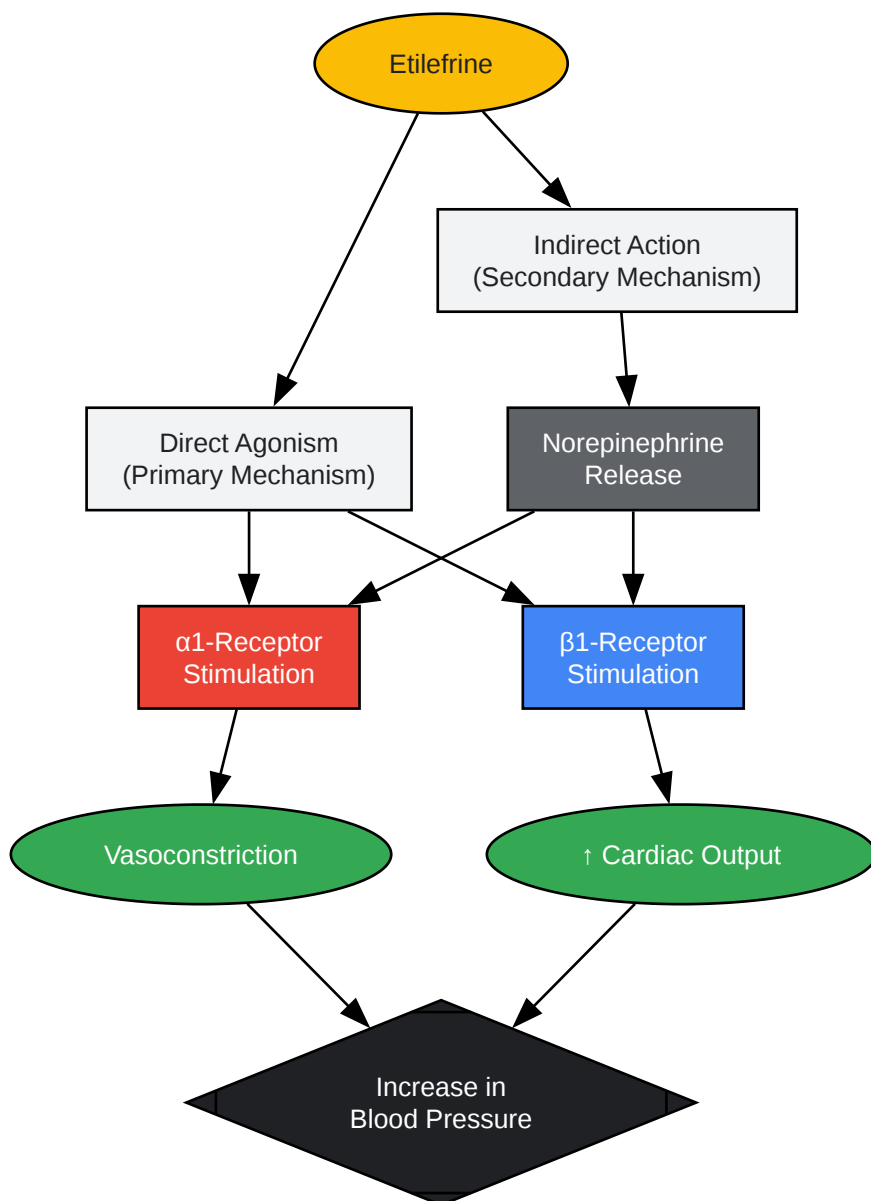 Etilefrine
Indirect Action
(Secondary Mechanism)
Direct Agonism
(Primary Mechanism)
Norepinephrine
Release
α1-Receptor
Stimulation
β1-Receptor
Stimulation
Vasoconstriction
↑ Cardiac Output
Increase in
Blood Pressure